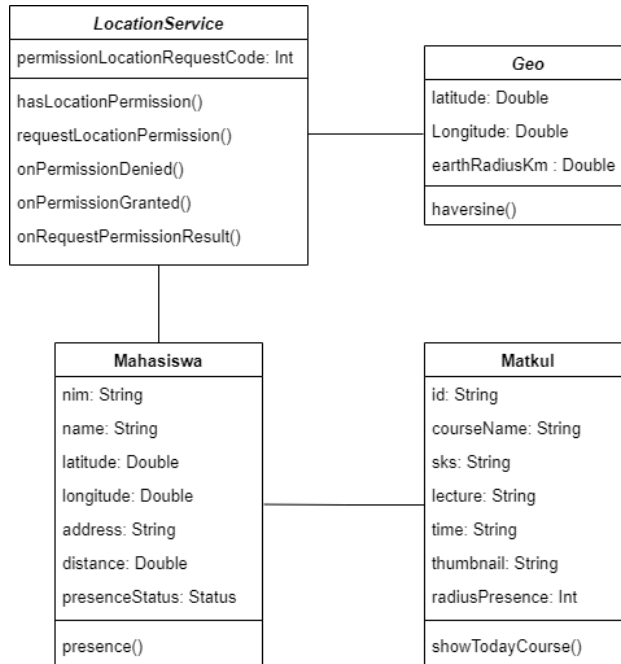 LocationService
permissionLocationRequestCode: Int
hasLocationPermission()
requestLocationPermission()
onPermissionDenied()
onPermissionGranted()
onRequestPermissionResult()
Geo
latitude: Double
Longitude: Double
earthRadiusKm : Double
haversine()
Mahasiswa
nim: String
name: String
latitude: Double
longitude: Double
address: String
distance: Double
presenceStatus: Status
presence()
Matkul
id: String
courseName: String
sks: String
lecture: String
time: String
thumbnail: String
radiusPresence: Int
showTodayCourse()